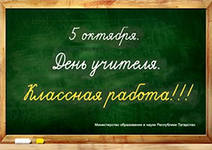 5 октября.
День учителя.
Классная работа!!!
Министерство образования и науки Республики Татарстан